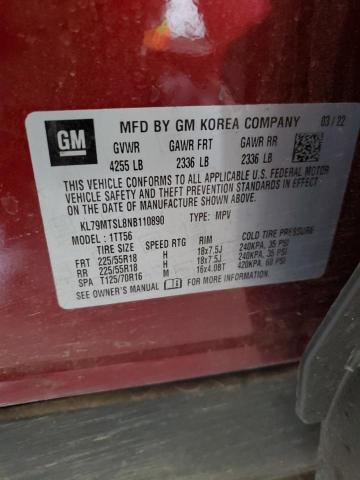 GM
MFD BY GM KOREA COMPANY 03/22
GVWR GAWR FRT GAWR RR
4255 LB 2336 LB 2336 LB
THIS VEHICLE CONFORMS TO ALL APPLICABLE U.S. FEDERAL MOTOR
VEHICLE SAFETY AND THEFT PREVENTION STANDARDS IN EFFECT ON
THE DATE OF MANUFACTURE SHOWN ABOVE.
KL79MTSL8NB110890 TYPE: MPV
MODEL: 1TT56
TIRE SIZE SPEED RTG RIM COLD TIRE PRESSURE
FRT 225/55R18 H 18x7.5J 240KPA, 35 PSI
RR 225/55R18 H 18x7.5J 240KPA, 35 PSI
SPA T125/70R16 M 16x4.0BT 420KPA, 60 PSI
SEE OWNER'S MANUAL FOR MORE INFORMATION